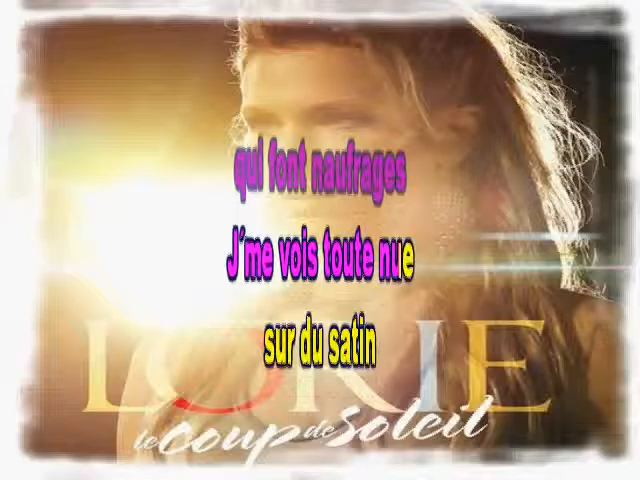 qui font naufrages
J'me vois toute nue
sur du satin
LORIE
le coup de soleil